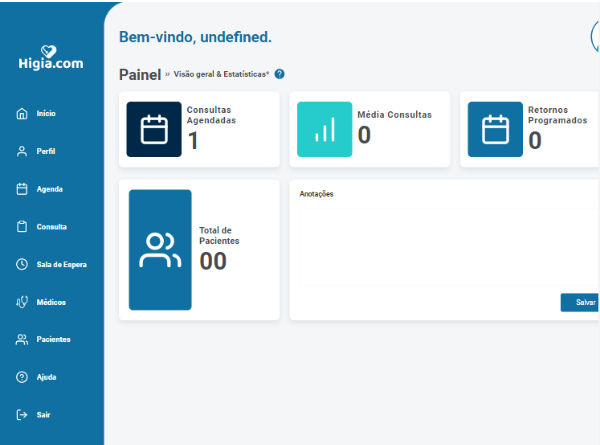 Higia.com
Início
Perfil
Agenda
Consulta
Sala de Espera
Médicos
Pacientes
Ajuda
Sair
Bem-vindo, undefined.
Painel » Visão geral & Estatísticas* ?
Consultas
Agendadas
1
Média Consultas
0
Retornos
Programados
0
Total de
Pacientes
00
Anotações
Salvar